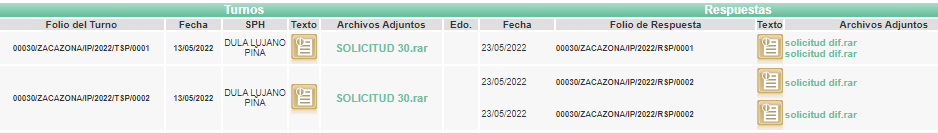 Turnos Respuestas
Folio del Turno Fecha SPH Texto Archivos Adjuntos Edo. Fecha Folio de Respuesta Texto Archivos Adjuntos
00030/ZACAZONA/IP/2022/TSP/0001 13/05/2022 DULA LUJANO PIÑA SOLICITUD 30.rar 23/05/2022 00030/ZACAZONA/IP/2022/RSP/0001 solicitud dif.rar
solicitud dif.rar
00030/ZACAZONA/IP/2022/TSP/0002 13/05/2022 DULA LUJANO PIÑA SOLICITUD 30.rar 23/05/2022 00030/ZACAZONA/IP/2022/RSP/0002 solicitud dif.rar
23/05/2022 00030/ZACAZONA/IP/2022/RSP/0002 solicitud dif.rar